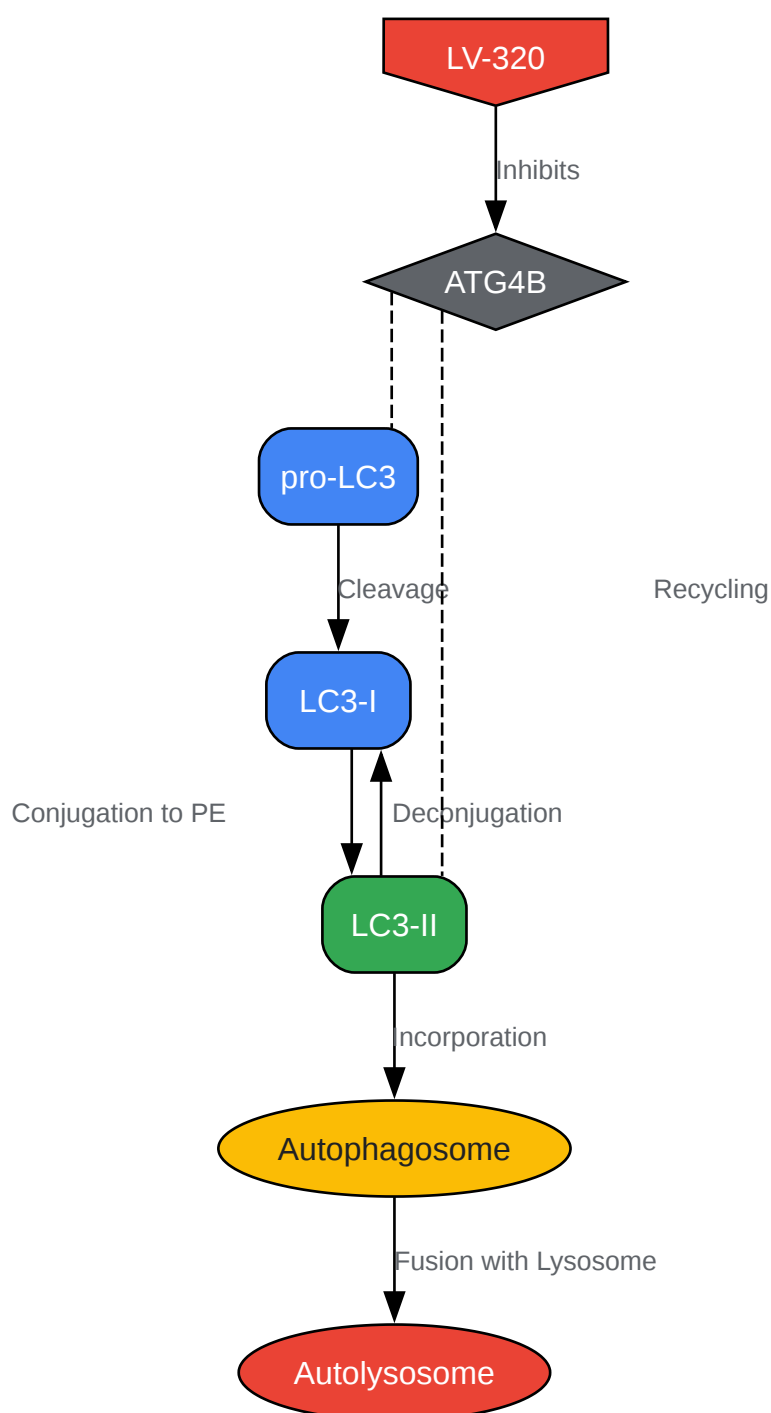 LV-320
Inhibits
ATG4B
pro-LC3
Cleavage
Recycling
LC3-I
Conjugation to PE
Deconjugation
LC3-II
Incorporation
Autophagosome
Fusion with Lysosome
Autolysosome